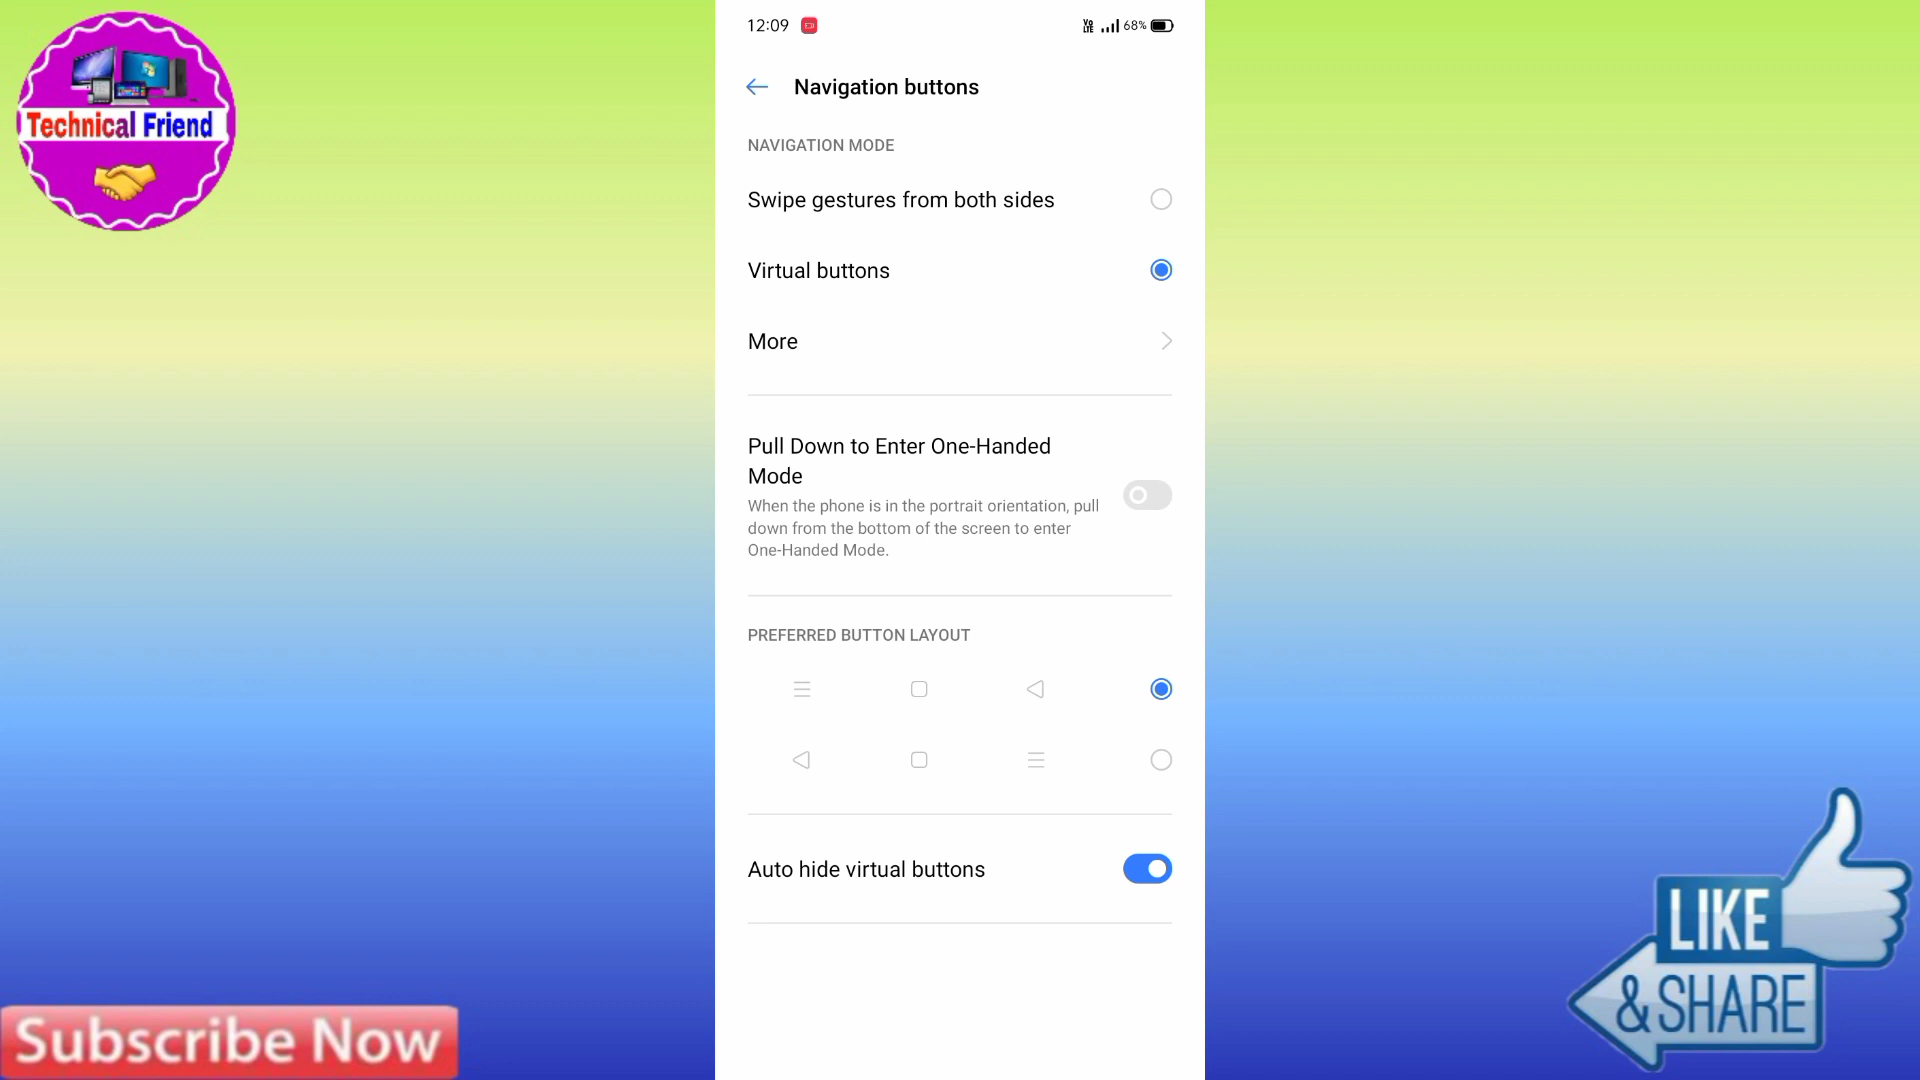 Technical Friend
12:09
VO LTE 68%
Navigation buttons
NAVIGATION MODE
Swipe gestures from both sides
Virtual buttons
More
Pull Down to Enter One-Handed
Mode
When the phone is in the portrait orientation, pull
down from the bottom of the screen to enter
One-Handed Mode.
PREFERRED BUTTON LAYOUT
Auto hide virtual buttons
LIKE
& SHARE
Subscribe Now